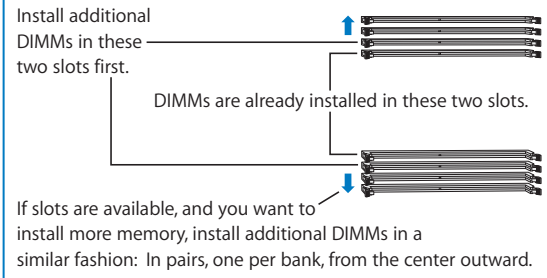 Install additional
DIMMs in these
two slots first.
DIMMs are already installed in these two slots.
If slots are available, and you want to
install more memory, install additional DIMMs in a
similar fashion: In pairs, one per bank, from the center outward.